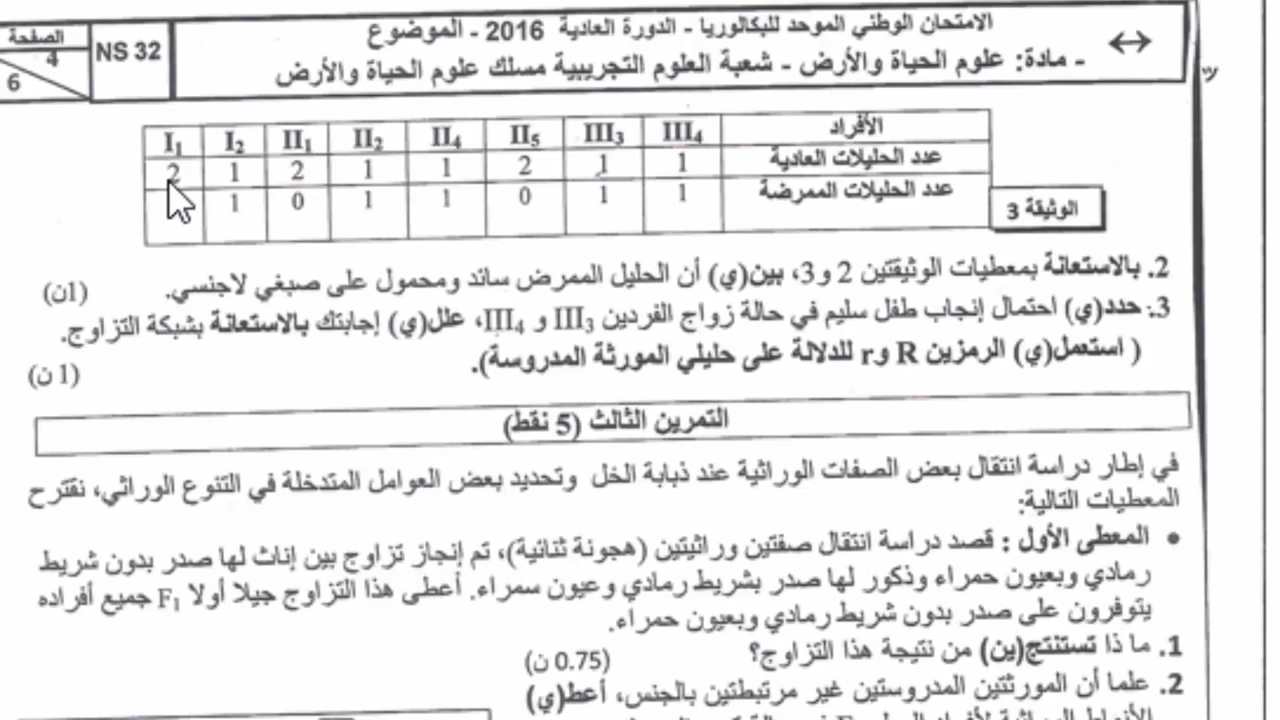 الامتحان الوطني الموحد للبكالوريا - الدورة العادية 2016 - الموضوع
- مادة: علوم الحياة والأرض - شعبة العلوم التجريبية مسلك علوم الحياة والأرض
NS 32
الصفحة
4
6
الأفراد III4 III3 II5 II4 II2 II1 I2 I1
عدد الحليلات العادية 1 1 2 1 1 2 1 2
عدد الحليلات الممرضة 1 1 0 1 1 0 1
الوثيقة 3
2. بالاستعانة بمعطيات الوثيقتين 2 و3، بين(ي) أن الحليل الممرض سائد ومحمول على صبغي لاجنسي. (1ن)
3. حدد(ي) احتمال إنجاب طفل سليم في حالة زواج الفردين III3 و III4، علل(ي) إجابتك بالاستعانة بشبكة التزاوج.
( استعمل(ي) الرمزين R وr للدلالة على حليلي المورثة المدروسة). (1 ن)
التمرين الثالث (5 نقط)
في إطار دراسة انتقال بعض الصفات الوراثية عند ذبابة الخل وتحديد بعض العوامل المتدخلة في التنوع الوراثي، نقترح
المعطيات التالية:
• المعطى الأول : قصد دراسة انتقال صفتين وراثيتين (هجونة ثنائية)، تم إنجاز تزاوج بين إناث لها صدر بدون شريط
رمادي وبعيون حمراء وذكور لها صدر بشريط رمادي وعيون سمراء. أعطى هذا التزاوج جيلا أولا F1 جميع أفراده
يتوفرون على صدر بدون شريط رمادي وبعيون حمراء.
1. ما ذا تستنتج(ين) من نتيجة هذا التزاوج؟ (0.75 ن)
2. علما أن المورثتين المدروستين غير مرتبطتين بالجنس، أعط(ي)